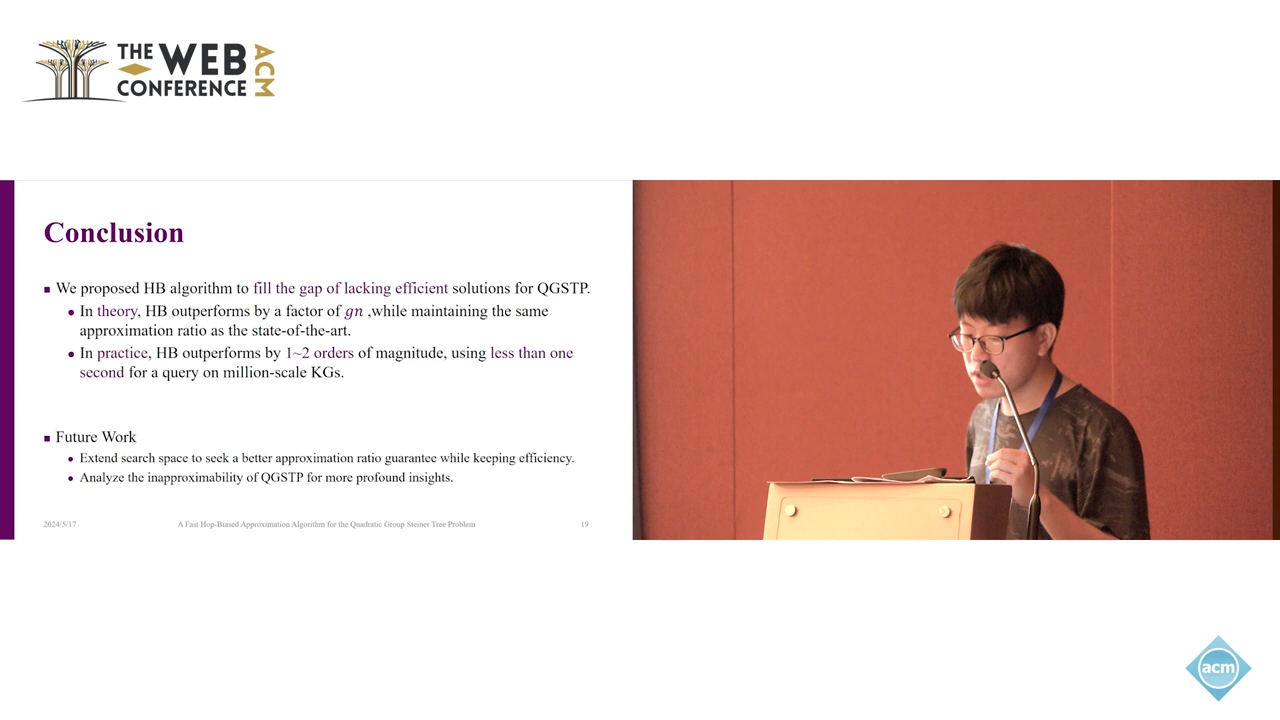 THE WEB
CONFERENCE
ACM
Conclusion
▪ We proposed HB algorithm to fill the gap of lacking efficient solutions for QGSTP.
• In theory, HB outperforms by a factor of gn ,while maintaining the same
approximation ratio as the state-of-the-art.
• In practice, HB outperforms by 1~2 orders of magnitude, using less than one
second for a query on million-scale KGs.
▪ Future Work
• Extend search space to seek a better approximation ratio guarantee while keeping efficiency.
• Analyze the inapproximability of QGSTP for more profound insights.
2024/5/17 A Fast Hop-Biased Approximation Algorithm for the Quadratic Group Steiner Tree Problem 19
acm